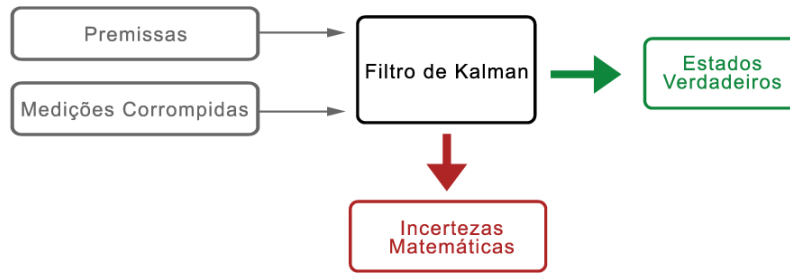 Premissas
Medições Corrompidas
Filtro de Kalman
Estados
Verdadeiros
Incertezas
Matemáticas